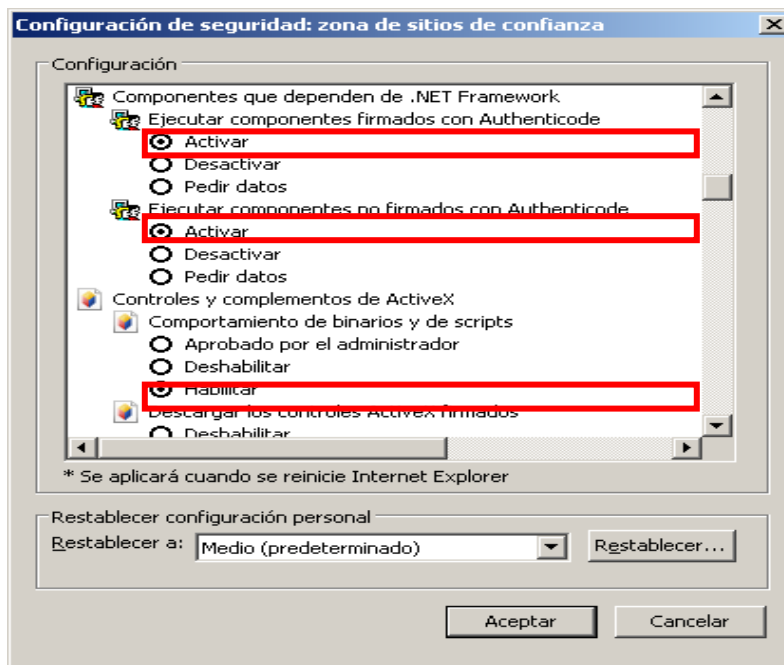 Configuración de seguridad: zona de sitios de confianza
Configuración
Componentes que dependen de .NET Framework
Ejecutar componentes firmados con Authenticode
Activar
Desactivar
Pedir datos
Ejecutar componentes no firmados con Authenticode
Activar
Desactivar
Pedir datos
Controles y complementos de ActiveX
Comportamiento de binarios y de scripts
Aprobado por el administrador
Deshabilitar
Habilitar
Descargar los controles ActiveX firmados
Deshabilitar
* Se aplicará cuando se reinicie Internet Explorer
Restablecer configuración personal
Restablecer a: Medio (predeterminado) Restablecer...
Aceptar Cancelar